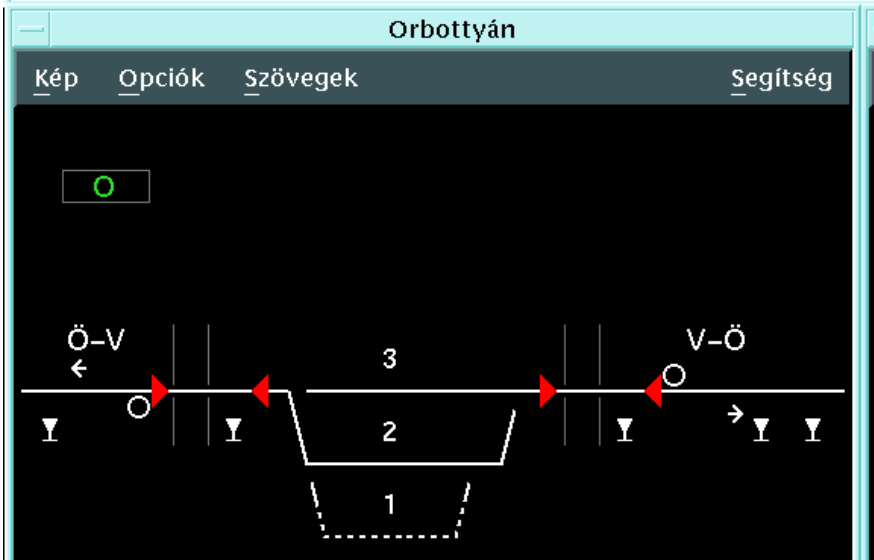 Orbottyán
Kép Opciók Szövegek Segítség
O
Ö-V V-Ö
3
2
1